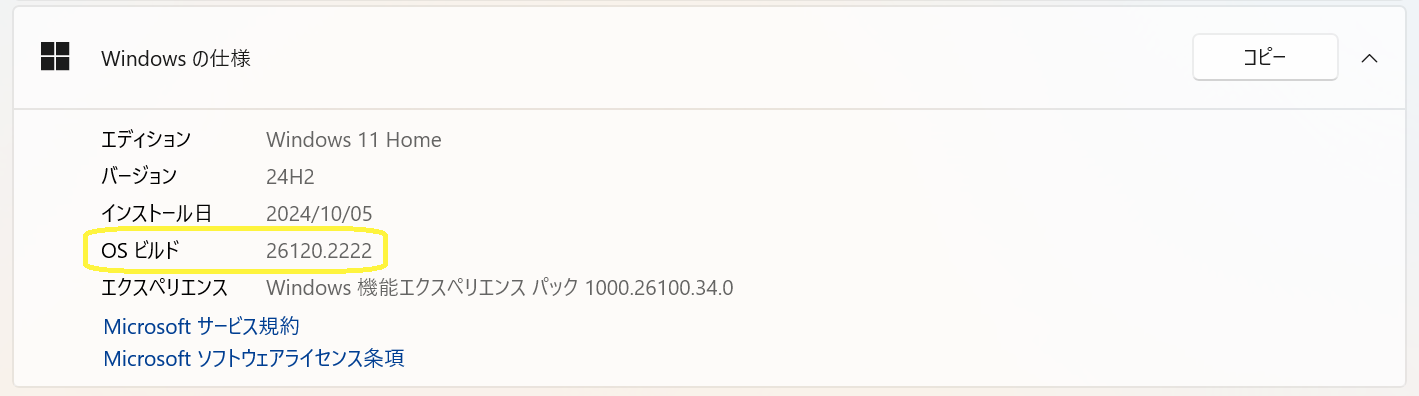 Windows の仕様
コピー
エディション Windows 11 Home
バージョン 24H2
インストール日 2024/10/05
OS ビルド 26120.2222
エクスペリエンス Windows 機能エクスペリエンス パック 1000.26100.34.0
Microsoft サービス規約
Microsoft ソフトウェアライセンス条項